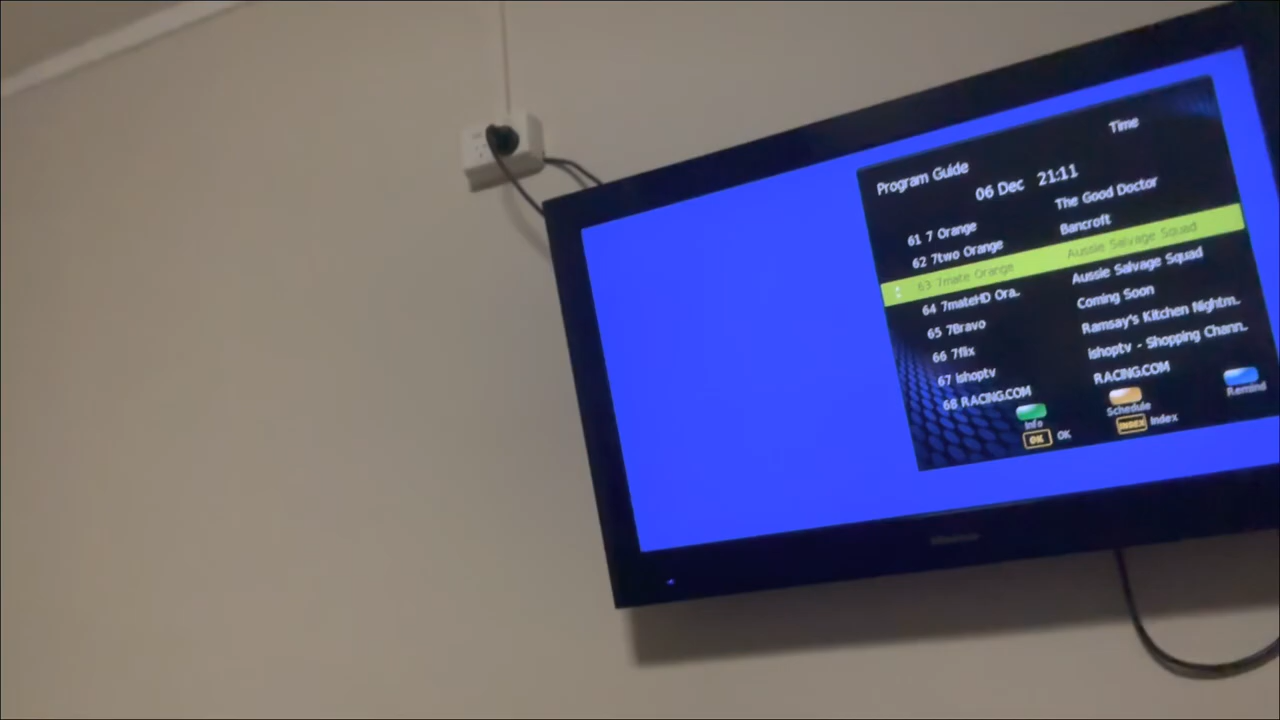 Time
Program Guide
06 Dec 21:11
61 7 Orange The Good Doctor
62 7two Orange Bancroft
63 7mate Orange Aussie Salvage Squad
64 7mateHD Ora.. Aussie Salvage Squad
65 7Bravo Coming Soon
66 7flix Ramsay's Kitchen Nightm..
67 ishoptv ishoptv - Shopping Chann..
68 RACING.COM RACING.COM
Info Schedule Remind
OK OK INDEX Index
Hisense